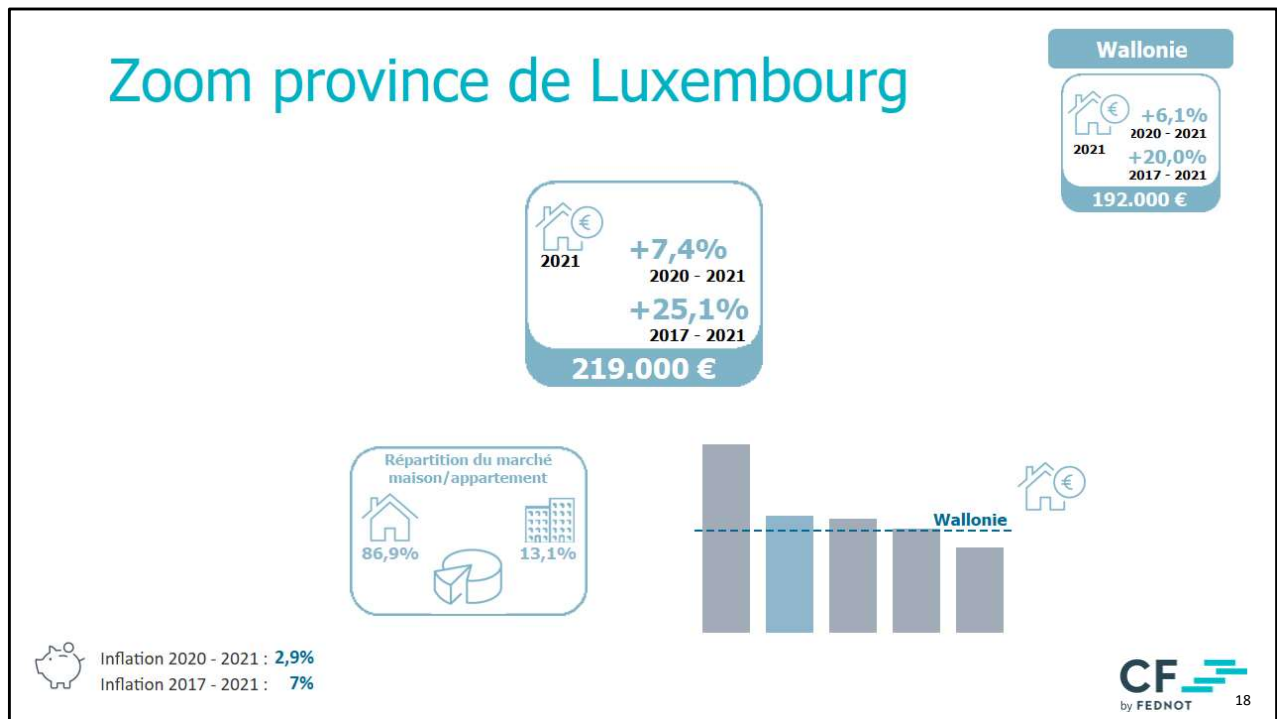 Zoom province de Luxembourg
Wallonie
€
+6,1%
2020 - 2021
2021
+20,0%
2017 - 2021
192.000 €
€
2021
+7,4%
2020 - 2021
+25,1%
2017 - 2021
219.000 €
Répartition du marché
maison/appartement
86,9%
13,1%
Wallonie
€
Inflation 2020 - 2021 : 2,9%
Inflation 2017 - 2021 : 7%
CF
by FEDNOT
18